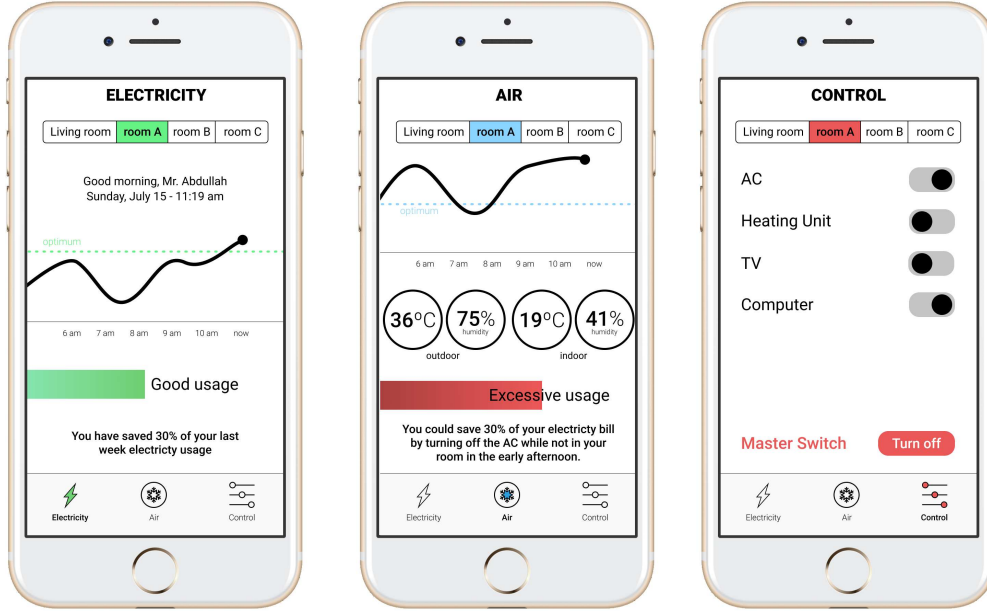 ELECTRICITY
Living room room A room B room C
Good morning, Mr. Abdullah
Sunday, July 15 - 11:19 am
optimum
6 am 7 am 8 am 9 am 10 am now
Good usage
You have saved 30% of your last
week electricty usage
Electricity Air Control
AIR
Living room room A room B room C
optimum
6 am 7 am 8 am 9 am 10 am now
36°C 75% humidity 19°C 41% humidity
outdoor indoor
Excessive usage
You could save 30% of your electricty bill
by turning off the AC while not in your
room in the early afternoon.
Electricity Air Control
CONTROL
Living room room A room B room C
AC
Heating Unit
TV
Computer
Master Switch Turn off
Electricity Air Control